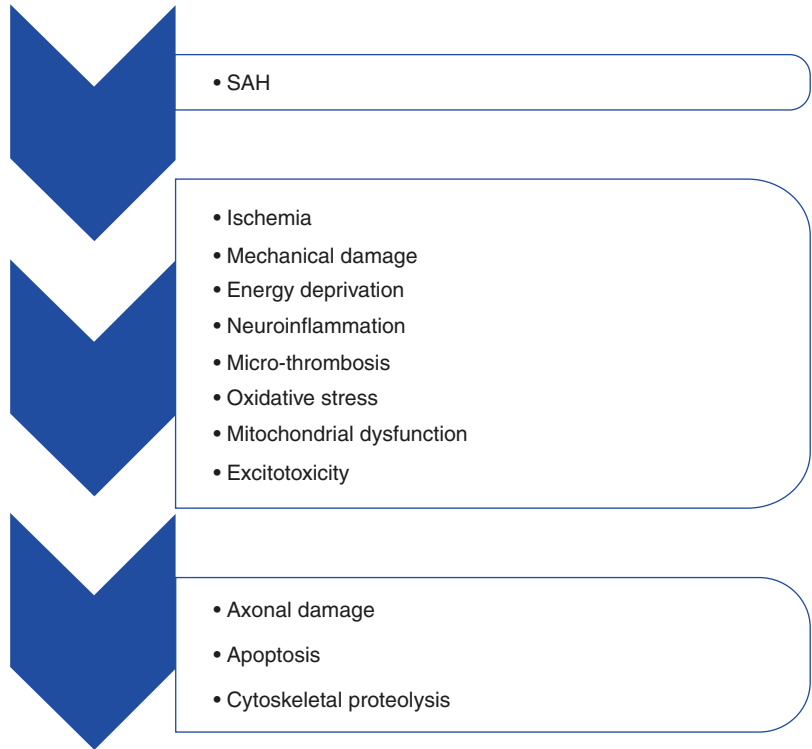 • SAH
• Ischemia
• Mechanical damage
• Energy deprivation
• Neuroinflammation
• Micro-thrombosis
• Oxidative stress
• Mitochondrial dysfunction
• Excitotoxicity
• Axonal damage
• Apoptosis
• Cytoskeletal proteolysis